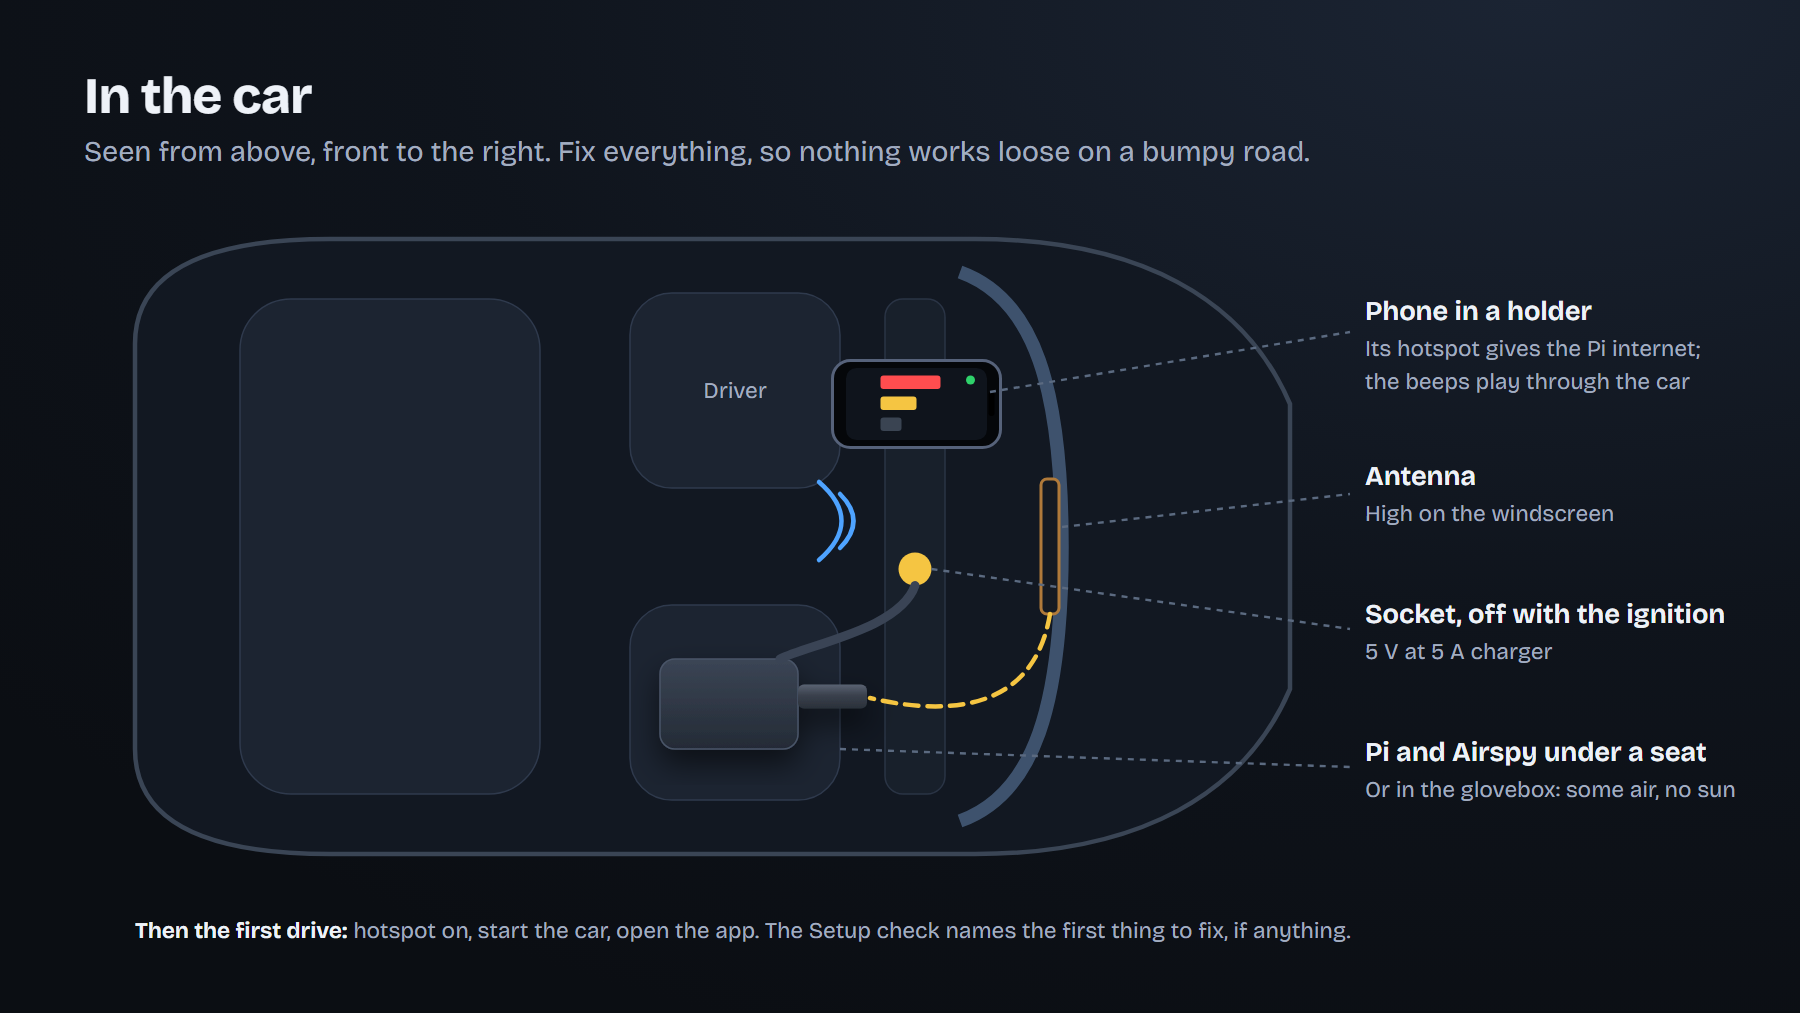 In the car
Seen from above, front to the right. Fix everything, so nothing works loose on a bumpy road.
Driver
Phone in a holder
Its hotspot gives the Pi internet;
the beeps play through the car
Antenna
High on the windscreen
Socket, off with the ignition
5 V at 5 A charger
Pi and Airspy under a seat
Or in the glovebox: some air, no sun
Then the first drive: hotspot on, start the car, open the app. The Setup check names the first thing to fix, if anything.